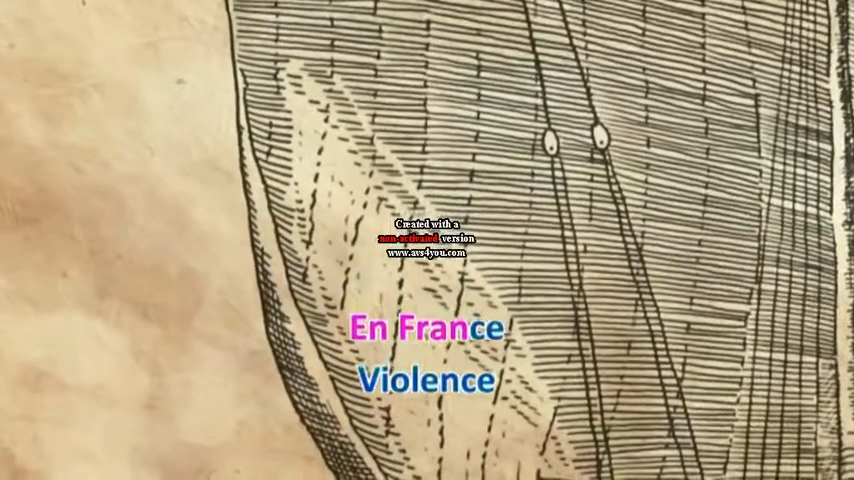 Created with a
non-activated version
www.avs4you.com
En France
Violence